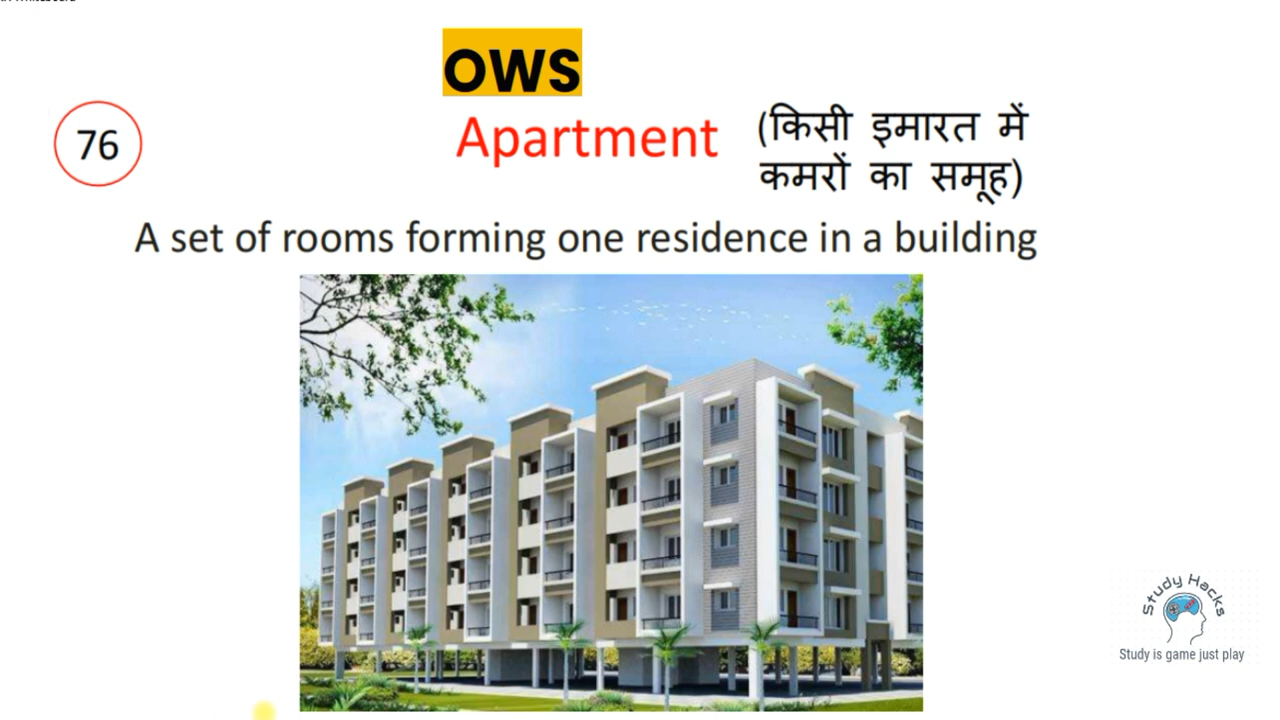 OWS
76
Apartment
(किसी इमारत में
कमरों का समूह)
A set of rooms forming one residence in a building
Study Hacks
Study is game just play